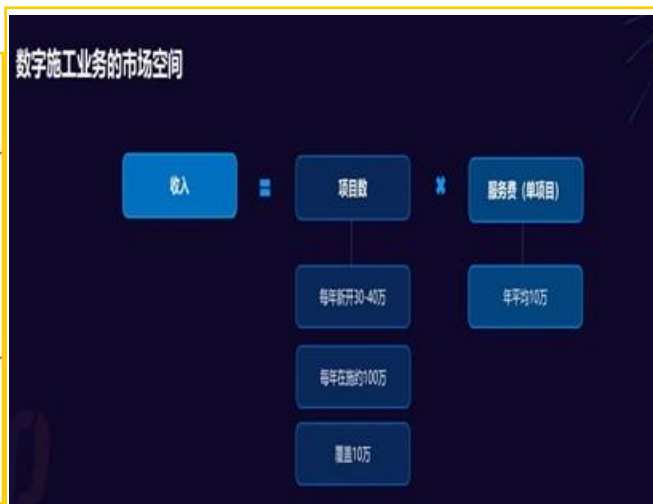 数字施工业务的市场空间
收入 = 项目数 × 服务费（单项目）
每年新开30-40万 年平均10万
每年在施约100万
覆盖10万